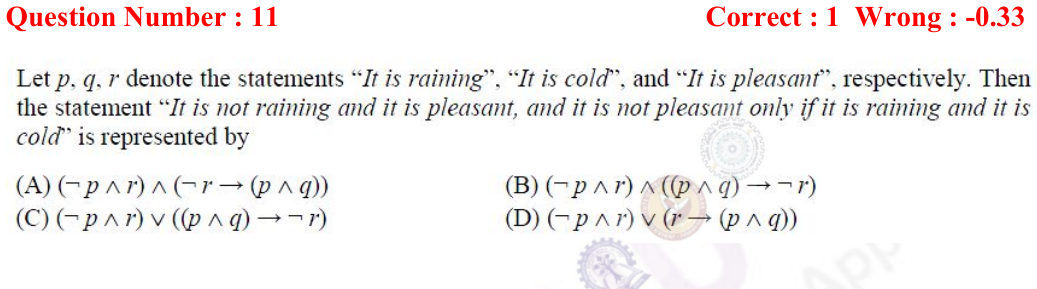 Question Number : 11 Correct : 1 Wrong : -0.33
Let p, q, r denote the statements “It is raining”, “It is cold”, and “It is pleasant”, respectively. Then
the statement “It is not raining and it is pleasant, and it is not pleasant only if it is raining and it is
cold” is represented by
(A) (¬ p ∧ r) ∧ (¬ r → (p ∧ q)) (B) (¬ p ∧ r) ∧ ((p ∧ q) → ¬ r)
(C) (¬ p ∧ r) ∨ ((p ∧ q) → ¬ r) (D) (¬ p ∧ r) ∨ (r → (p ∧ q))
App